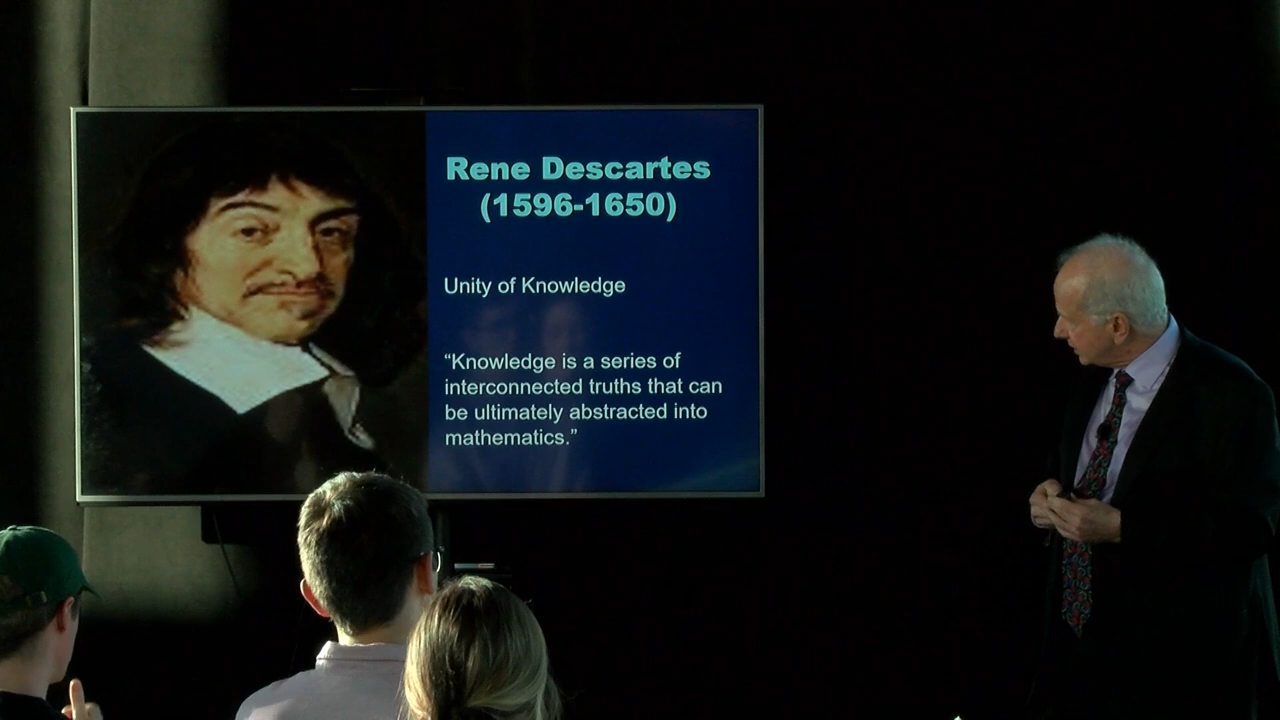 Rene Descartes
(1596-1650)
Unity of Knowledge
“Knowledge is a series of
interconnected truths that can
be ultimately abstracted into
mathematics.”